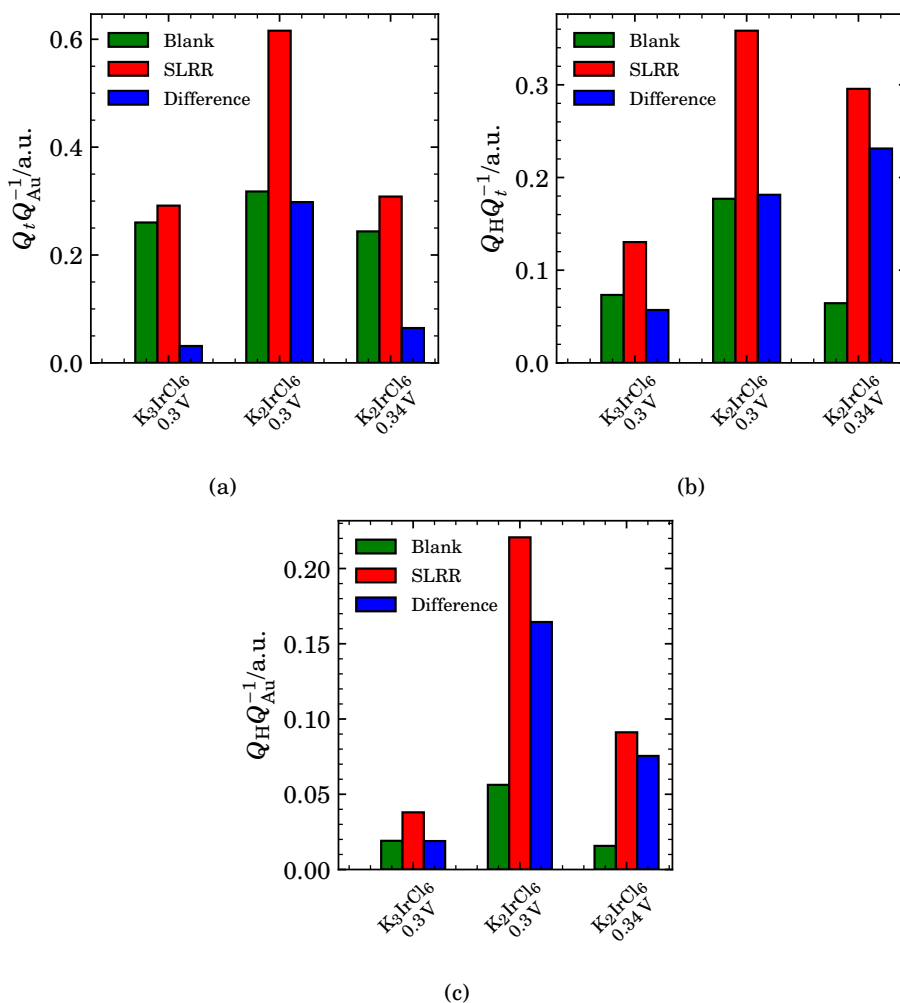 Q_t Q_Au^−1/a.u.
0.6
0.4
0.2
0.0
Blank
SLRR
Difference
K₃IrCl₆
0.3 V
K₂IrCl₆
0.3 V
K₂IrCl₆
0.34 V
(a)
Q_H Q_t^−1/a.u.
0.3
0.2
0.1
0.0
Blank
SLRR
Difference
K₃IrCl₆
0.3 V
K₂IrCl₆
0.3 V
K₂IrCl₆
0.34 V
(b)
Q_H Q_Au^−1/a.u.
0.20
0.15
0.10
0.05
0.00
Blank
SLRR
Difference
K₃IrCl₆
0.3 V
K₂IrCl₆
0.3 V
K₂IrCl₆
0.34 V
(c)